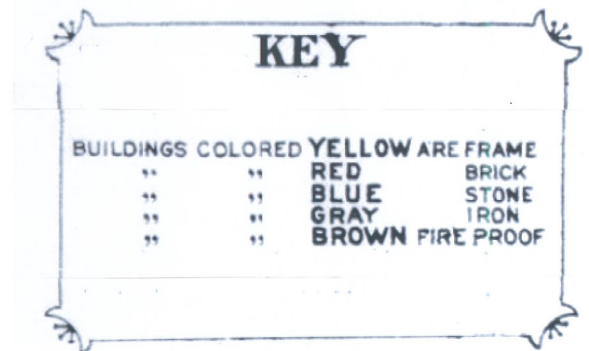 KEY
BUILDINGS COLORED YELLOW ARE FRAME
" " RED BRICK
" " BLUE STONE
" " GRAY IRON
" " BROWN FIRE PROOF